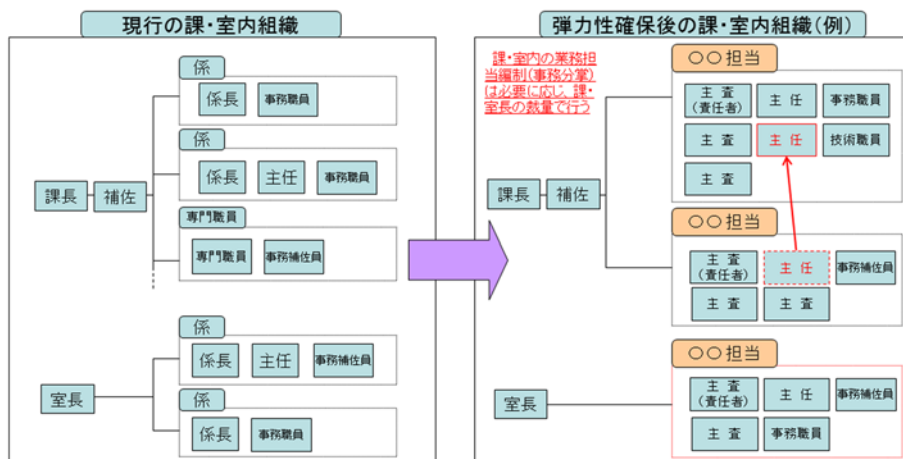 現行の課・室内組織
係
係長 事務職員
係
係長 主任 事務職員
課長 補佐
専門職員
専門職員 事務補佐員
係
係長 主任 事務補佐員
室長
係
係長 事務職員
弾力性確保後の課・室内組織(例)
課・室内の業務担
当編制(事務分掌)
は必要に応じ、課・
室長の裁量で行う
〇〇担当
主査
(責任者)
主任
事務職員
主査
主任
技術職員
主査
課長 補佐
〇〇担当
主査
(責任者)
主任
事務補佐員
主査
主査
〇〇担当
主査
(責任者)
主任
事務補佐員
室長
主査
事務職員